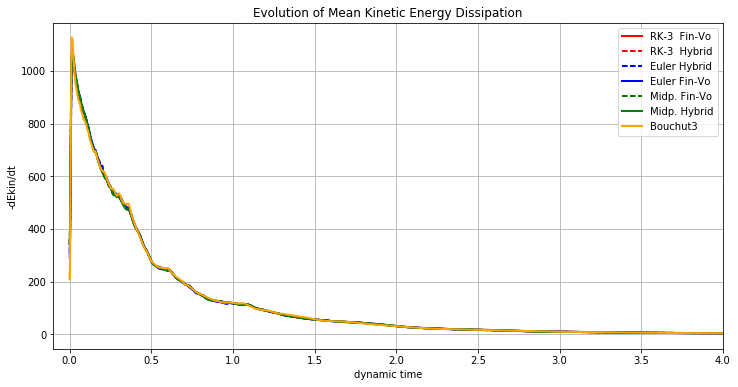 Evolution of Mean Kinetic Energy Dissipation
RK-3 Fin-Vo
RK-3 Hybrid
Euler Hybrid
Euler Fin-Vo
Midp. Fin-Vo
Midp. Hybrid
Bouchut3
-dEkin/dt
1000
800
600
400
200
0
0.0 0.5 1.0 1.5 2.0 2.5 3.0 3.5 4.0
dynamic time